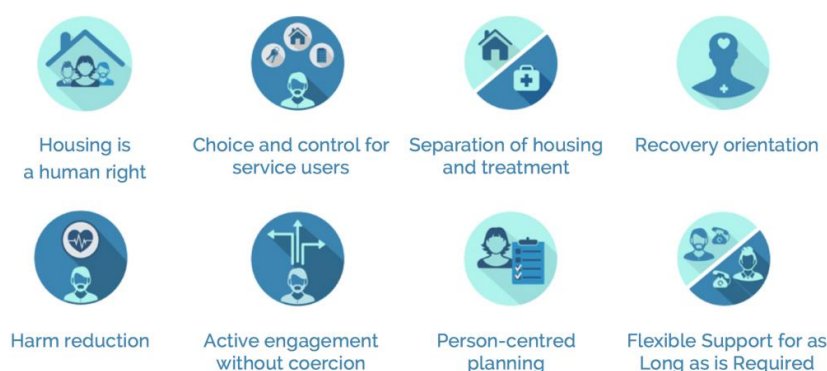 Housing is
a human right
Choice and control for
service users
Separation of housing
and treatment
Recovery orientation
Harm reduction
Active engagement
without coercion
Person-centred
planning
Flexible Support for as
Long as is Required